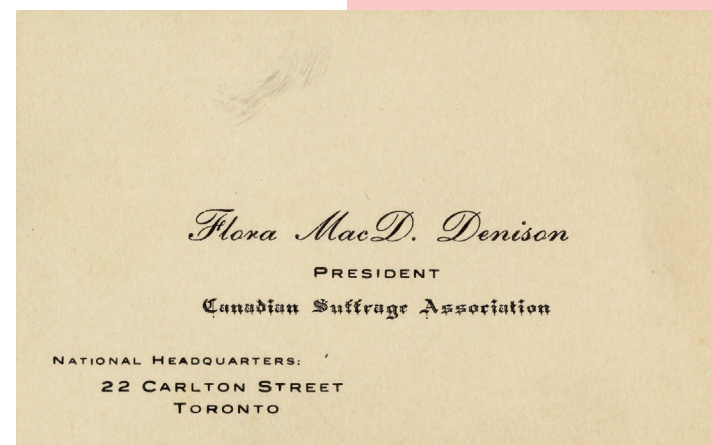 Flora MacD. Denison
President
Canadian Suffrage Association
National Headquarters:
22 Carlton Street
Toronto